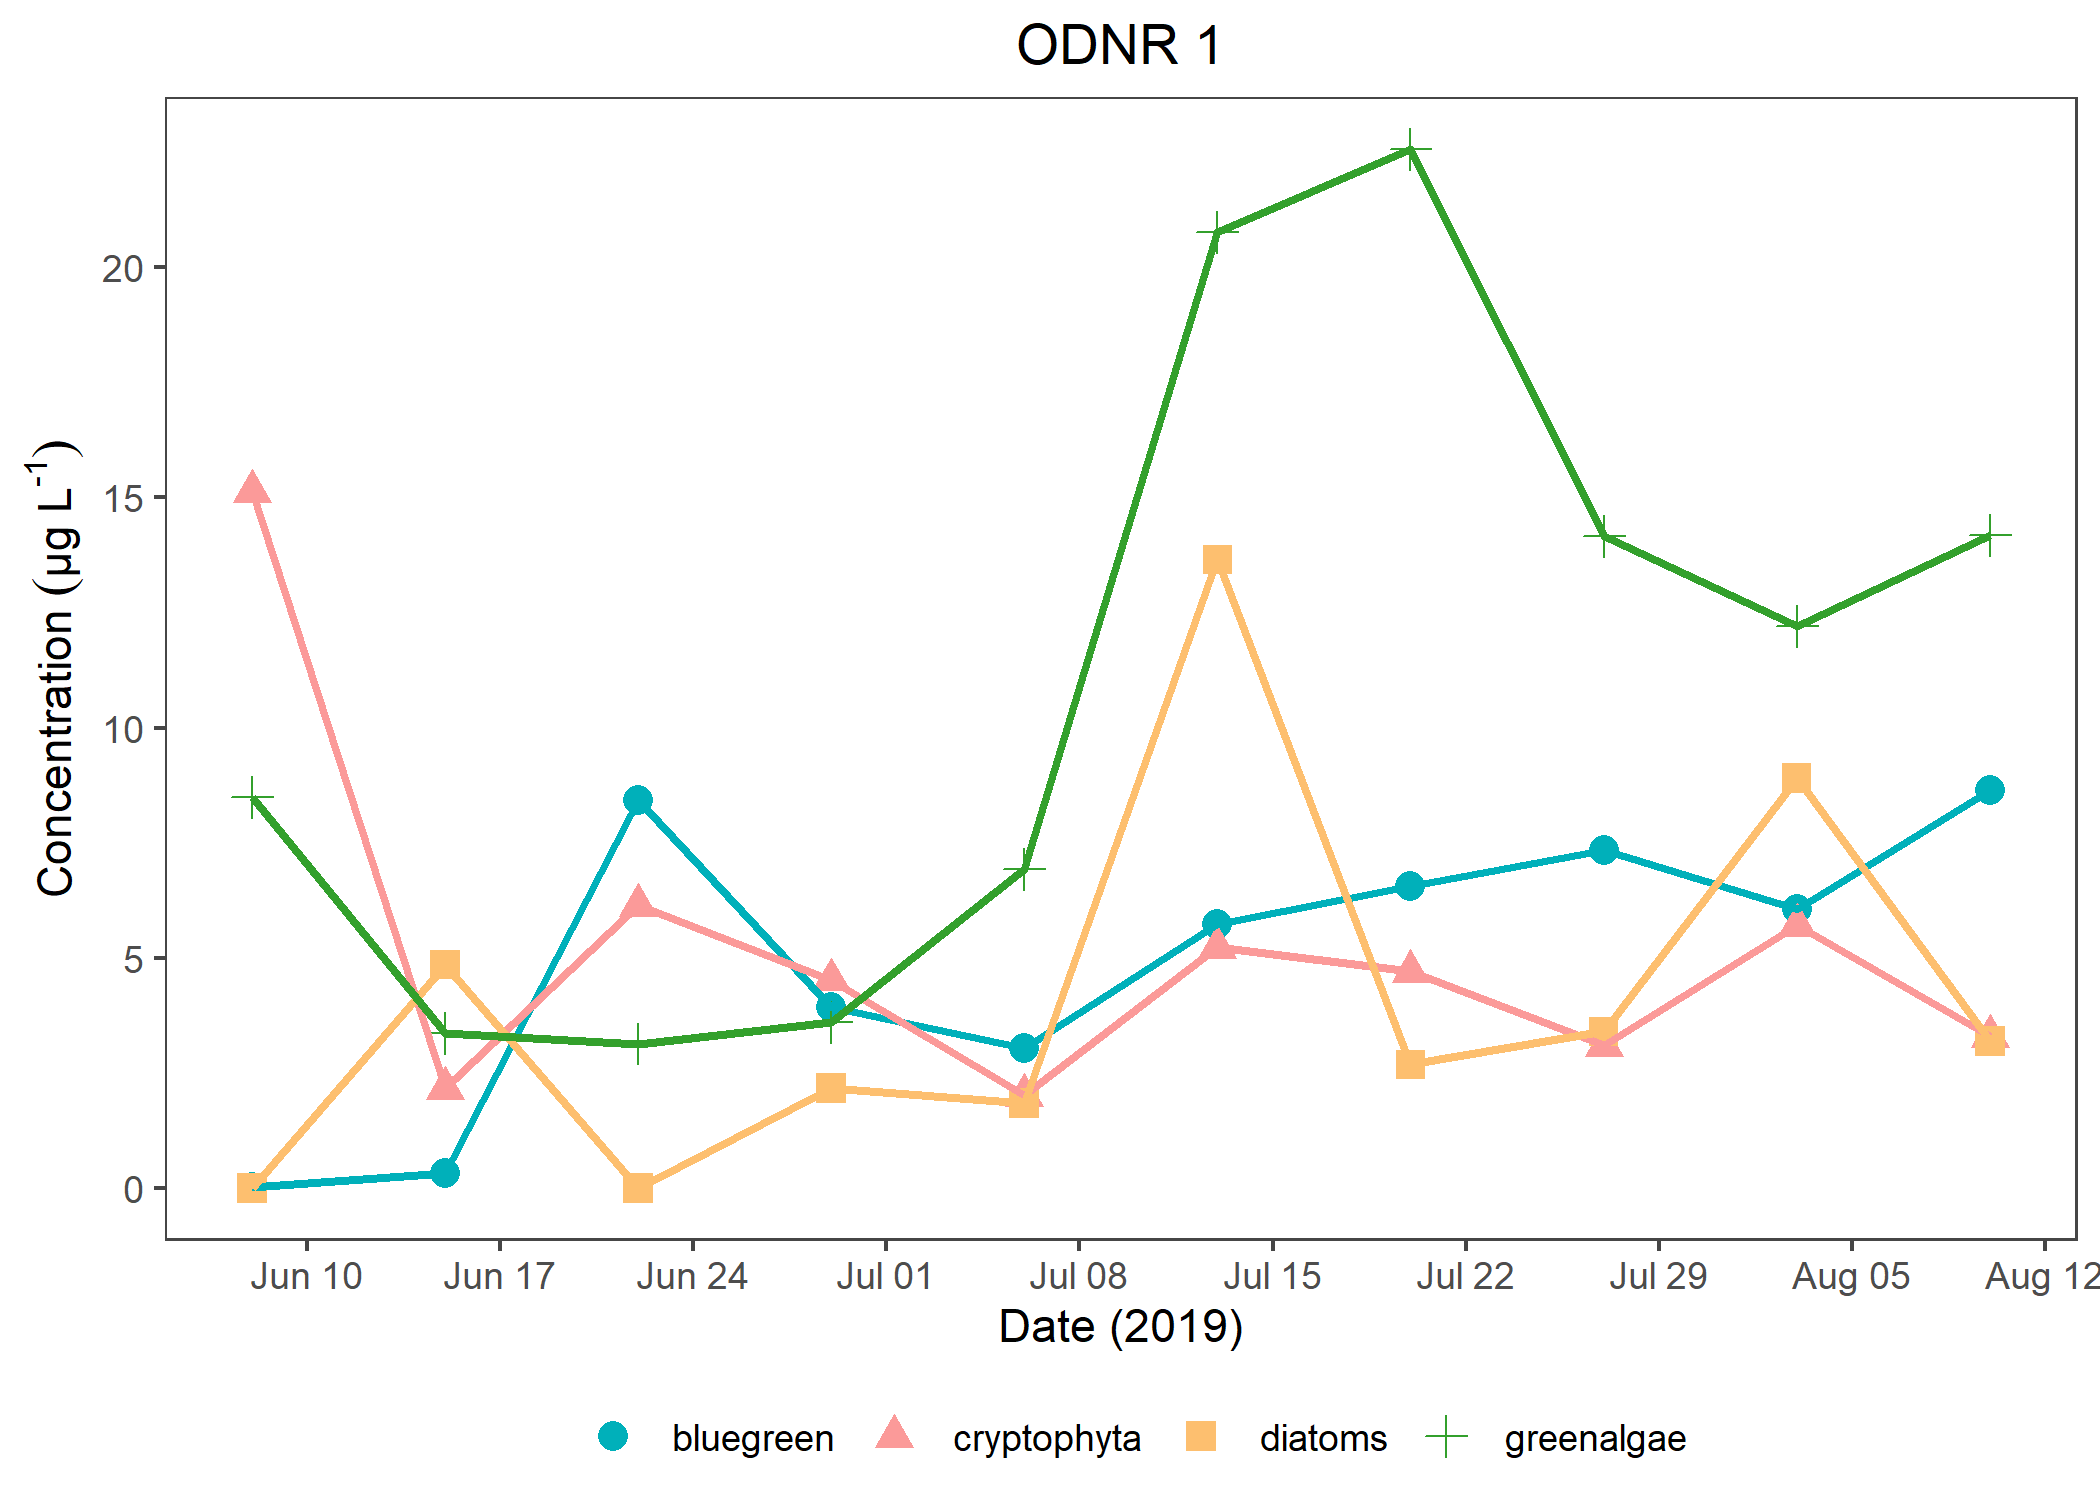 ODNR 1
Concentration (µg L⁻¹)
20
15
10
5
0
Jun 10 Jun 17 Jun 24 Jul 01 Jul 08 Jul 15 Jul 22 Jul 29 Aug 05 Aug 12
Date (2019)
bluegreen cryptophyta diatoms greenalgae